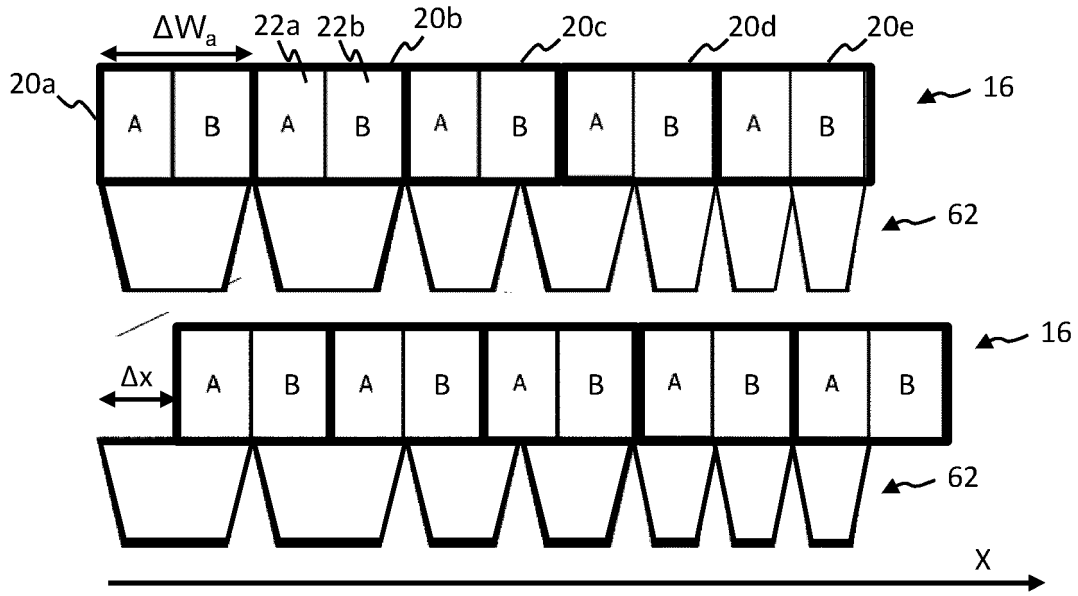 ΔWa 22a 22b 20b 20c 20d 20e
20a 16
A B A B A B A B A B
62
16
Δx A B A B A B A B A B
62
X